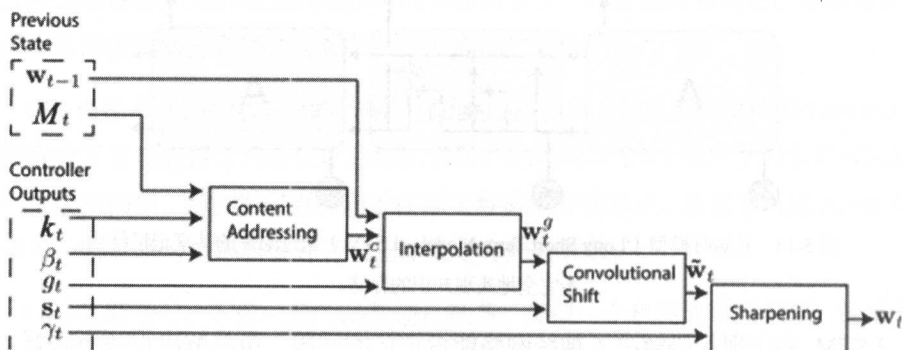 Previous
State
w_{t−1}
M_t
Controller
Outputs
k_t
β_t
g_t
s_t
γ_t
Content
Addressing
w_t^c
Interpolation
w_t^g
Convolutional
Shift
w̃_t
Sharpening
w_t